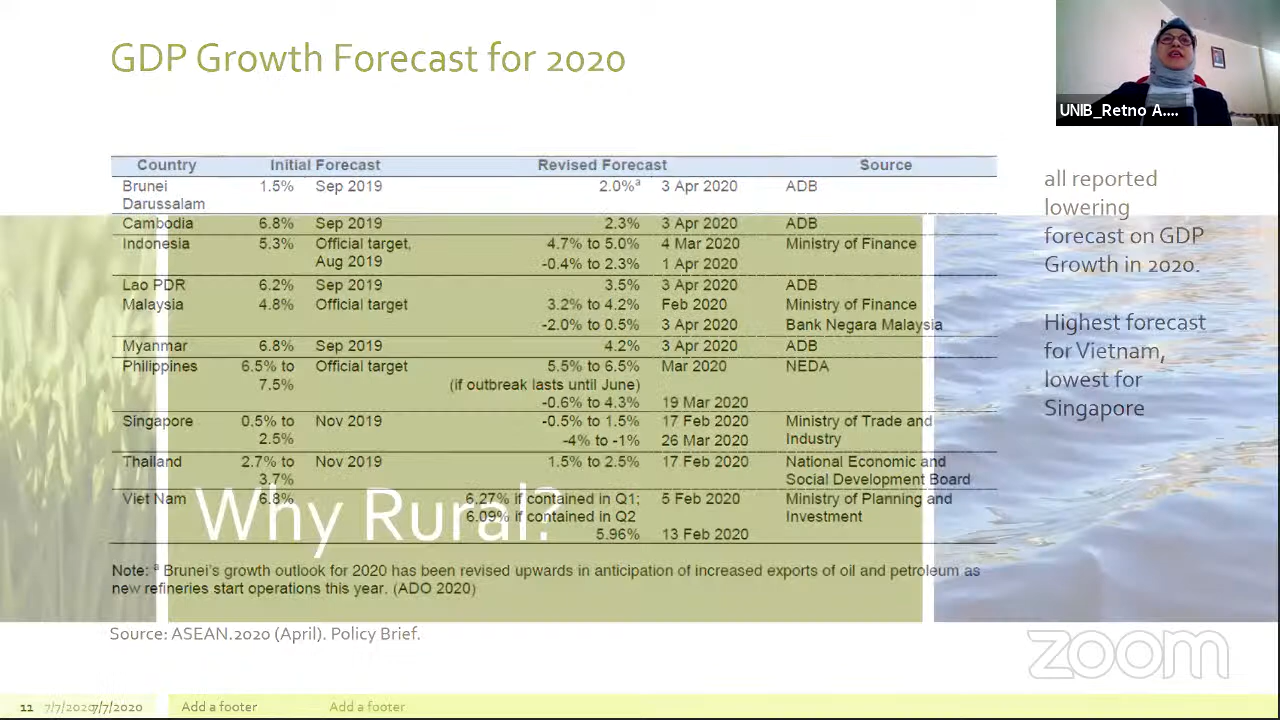 GDP Growth Forecast for 2020
UNIB_Retno A....
Country Initial Forecast Revised Forecast Source
Brunei 1.5% Sep 2019 2.0%ᵃ 3 Apr 2020 ADB
Darussalam
Cambodia 6.8% Sep 2019 2.3% 3 Apr 2020 ADB
Indonesia 5.3% Official target, 4.7% to 5.0% 4 Mar 2020 Ministry of Finance
Aug 2019 -0.4% to 2.3% 1 Apr 2020
Lao PDR 6.2% Sep 2019 3.5% 3 Apr 2020 ADB
Malaysia 4.8% Official target 3.2% to 4.2% Feb 2020 Ministry of Finance
-2.0% to 0.5% 3 Apr 2020 Bank Negara Malaysia
Myanmar 6.8% Sep 2019 4.2% 3 Apr 2020 ADB
Philippines 6.5% to Official target 5.5% to 6.5% Mar 2020 NEDA
7.5% (if outbreak lasts until June)
-0.6% to 4.3% 19 Mar 2020
Singapore 0.5% to Nov 2019 -0.5% to 1.5% 17 Feb 2020 Ministry of Trade and
2.5% -4% to -1% 26 Mar 2020 Industry
Thailand 2.7% to Nov 2019 1.5% to 2.5% 17 Feb 2020 National Economic and
3.7% Social Development Board
Viet Nam 6.8% 6.27% if contained in Q1; 5 Feb 2020 Ministry of Planning and
6.09% if contained in Q2 Investment
5.96% 13 Feb 2020
Why Rural?
Note: ᵃ Brunei's growth outlook for 2020 has been revised upwards in anticipation of increased exports of oil and petroleum as
new refineries start operations this year. (ADO 2020)
Source: ASEAN.2020 (April). Policy Brief.
all reported
lowering
forecast on GDP
Growth in 2020.
Highest forecast
for Vietnam,
lowest for
Singapore
zoom
11 7/7/2020 7/7/2020 Add a footer Add a footer